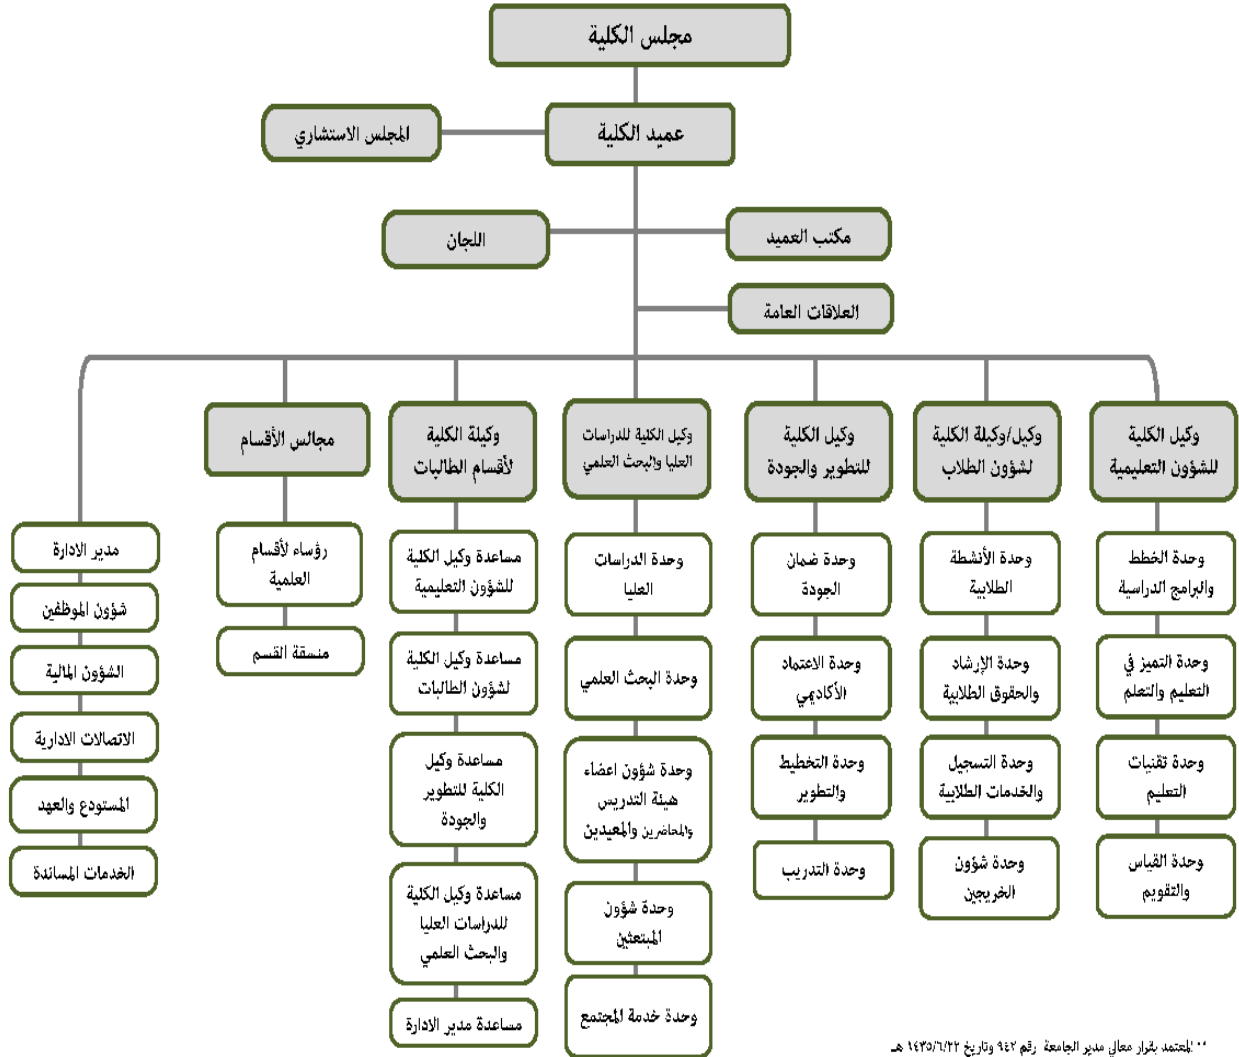 مجلس الكلية
عميد الكلية
المجلس الاستشاري
مكتب العميد
اللجان
العلاقات العامة
وكيل الكلية
للشؤون التعليمية
وحدة الخطط
والبرامج الدراسية
وحدة التميز في
التعليم والتعلم
وحدة تقنيات
التعليم
وحدة القياس
والتقويم
وكيل/وكيلة الكلية
لشؤون الطلاب
وحدة الأنشطة
الطلابية
وحدة الإرشاد
والحقوق الطلابية
وحدة التسجيل
والخدمات الطلابية
وحدة شؤون
الخريجين
وكيل الكلية
للتطوير والجودة
وحدة ضمان
الجودة
وحدة الاعتماد
الأكاديمي
وحدة التخطيط
والتطوير
وحدة التدريب
وكيل الكلية للدراسات
العليا والبحث العلمي
وحدة الدراسات
العليا
وحدة البحث العلمي
وحدة شؤون اعضاء
هيئة التدريس
والمحاضرين والمعيدين
وحدة شؤون
المبتعثين
وحدة خدمة المجتمع
وكيلة الكلية
لأقسام الطالبات
مساعدة وكيل الكلية
للشؤون التعليمية
مساعدة وكيل الكلية
لشؤون الطالبات
مساعدة وكيل
الكلية للتطوير
والجودة
مساعدة وكيل الكلية
للدراسات العليا
والبحث العلمي
مساعدة مدير الادارة
مجالس الأقسام
رؤساء لأقسام
العلمية
منسقة القسم
مدير الادارة
شؤون الموظفين
الشؤون المالية
الاتصالات الادارية
المستودع والعهد
الخدمات المساندة
** المعتمد بقرار معالي مدير الجامعة رقم ٩٤٢ وتاريخ ١٤٣٥/٦/٢٢ هـ